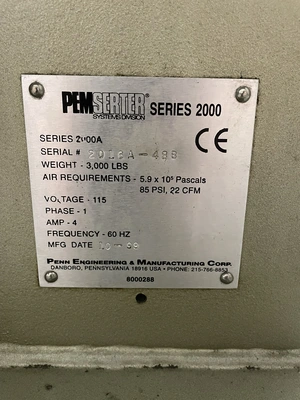 PEMSERTER® SERIES 2000
SYSTEMS DIVISION
CE
SERIES 2000A
SERIAL #
WEIGHT - 3,000 LBS
AIR REQUIREMENTS - 5.9 x 10⁵ Pascals
85 PSI, 22 CFM
VOLTAGE - 115
PHASE - 1
AMP - 4
FREQUENCY - 60 HZ
MFG DATE
PENN ENGINEERING & MANUFACTURING CORP.
DANBORO, PENNSYLVANIA 18916 USA • PHONE: 215-766-8853
8000288